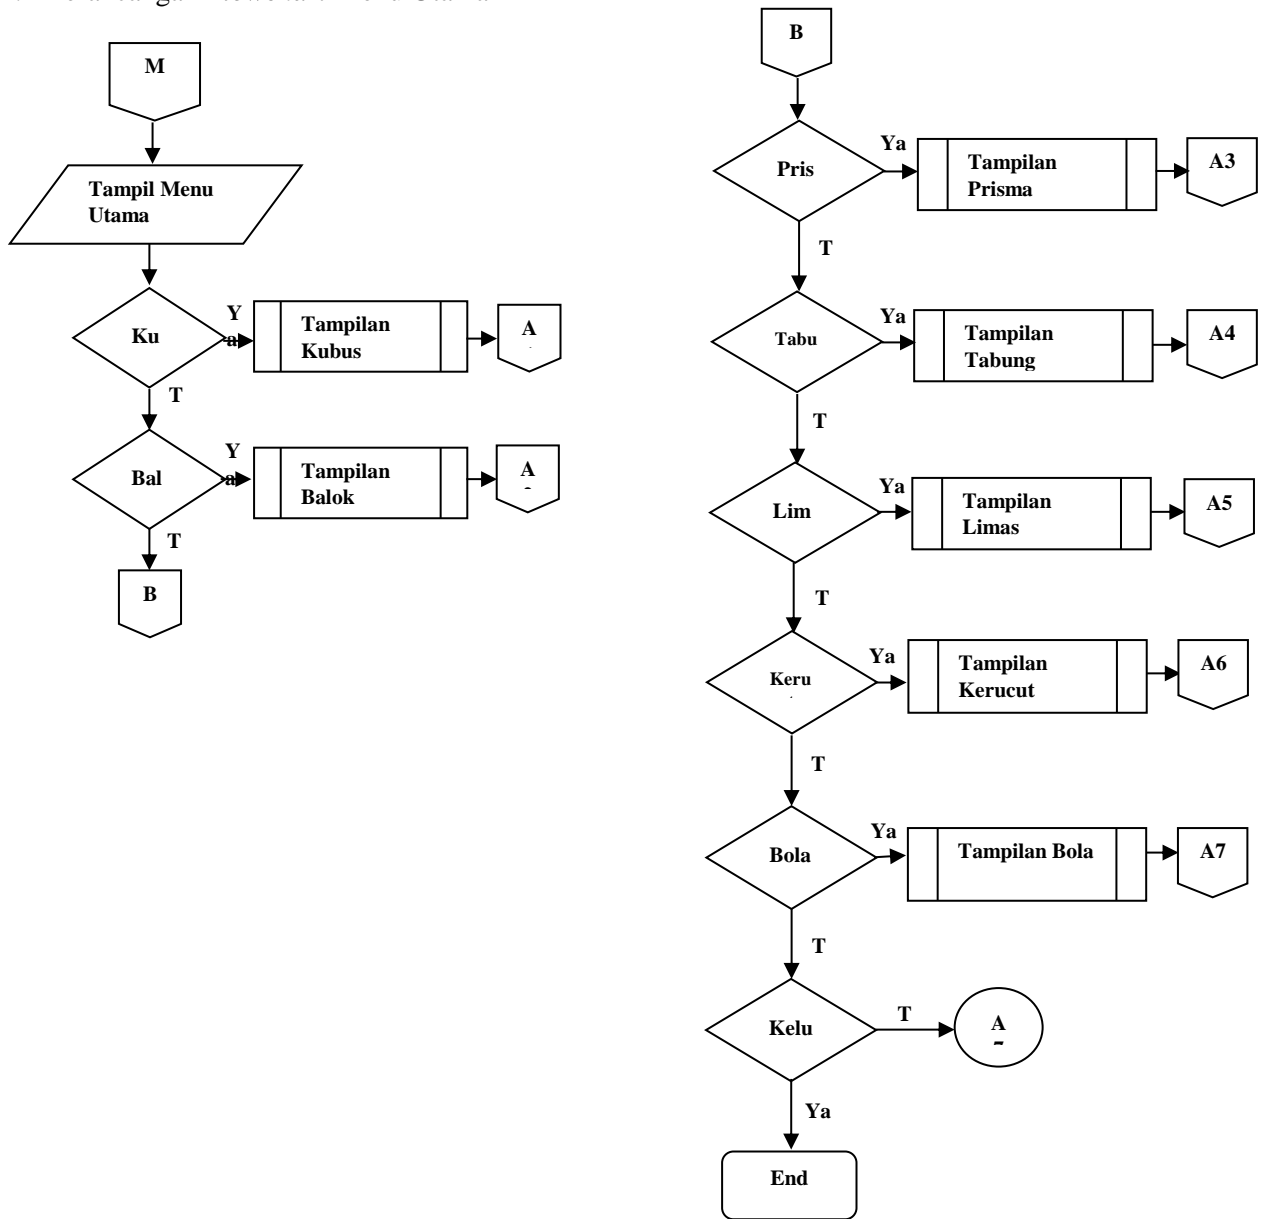 M
Tampil Menu
Utama
Ku
Y
a
Tampilan
Kubus
A
T
Bal
Y
a
Tampilan
Balok
A
T
B
B
Pris
Ya
Tampilan
Prisma
A3
T
Tabu
Ya
Tampilan
Tabung
A4
T
Lim
Ya
Tampilan
Limas
A5
T
Keru
Ya
Tampilan
Kerucut
A6
T
Bola
Ya
Tampilan Bola
A7
T
Kelu
T
A
Ya
End